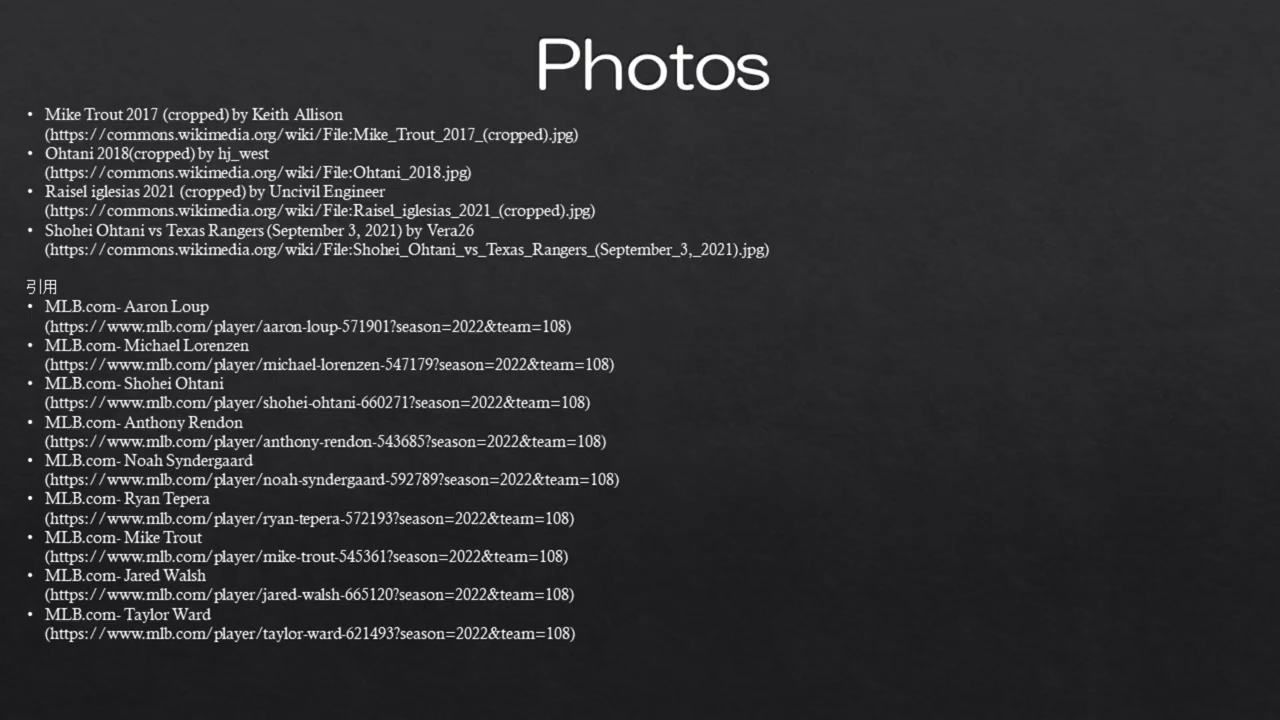 Photos
• Mike Trout 2017 (cropped) by Keith Allison
(https://commons.wikimedia.org/wiki/File:Mike_Trout_2017_(cropped).jpg)
• Ohtani 2018(cropped) by hj_west
(https://commons.wikimedia.org/wiki/File:Ohtani_2018.jpg)
• Raisel iglesias 2021 (cropped) by Uncivil Engineer
(https://commons.wikimedia.org/wiki/File:Raisel_iglesias_2021_(cropped).jpg)
• Shohei Ohtani vs Texas Rangers (September 3, 2021) by Vera26
(https://commons.wikimedia.org/wiki/File:Shohei_Ohtani_vs_Texas_Rangers_(September_3,_2021).jpg)
引用
• MLB.com- Aaron Loup
(https://www.mlb.com/player/aaron-loup-571901?season=2022&team=108)
• MLB.com- Michael Lorenzen
(https://www.mlb.com/player/michael-lorenzen-547179?season=2022&team=108)
• MLB.com- Shohei Ohtani
(https://www.mlb.com/player/shohei-ohtani-660271?season=2022&team=108)
• MLB.com- Anthony Rendon
(https://www.mlb.com/player/anthony-rendon-543685?season=2022&team=108)
• MLB.com- Noah Syndergaard
(https://www.mlb.com/player/noah-syndergaard-592789?season=2022&team=108)
• MLB.com- Ryan Tepera
(https://www.mlb.com/player/ryan-tepera-572193?season=2022&team=108)
• MLB.com- Mike Trout
(https://www.mlb.com/player/mike-trout-545361?season=2022&team=108)
• MLB.com- Jared Walsh
(https://www.mlb.com/player/jared-walsh-665120?season=2022&team=108)
• MLB.com- Taylor Ward
(https://www.mlb.com/player/taylor-ward-621493?season=2022&team=108)